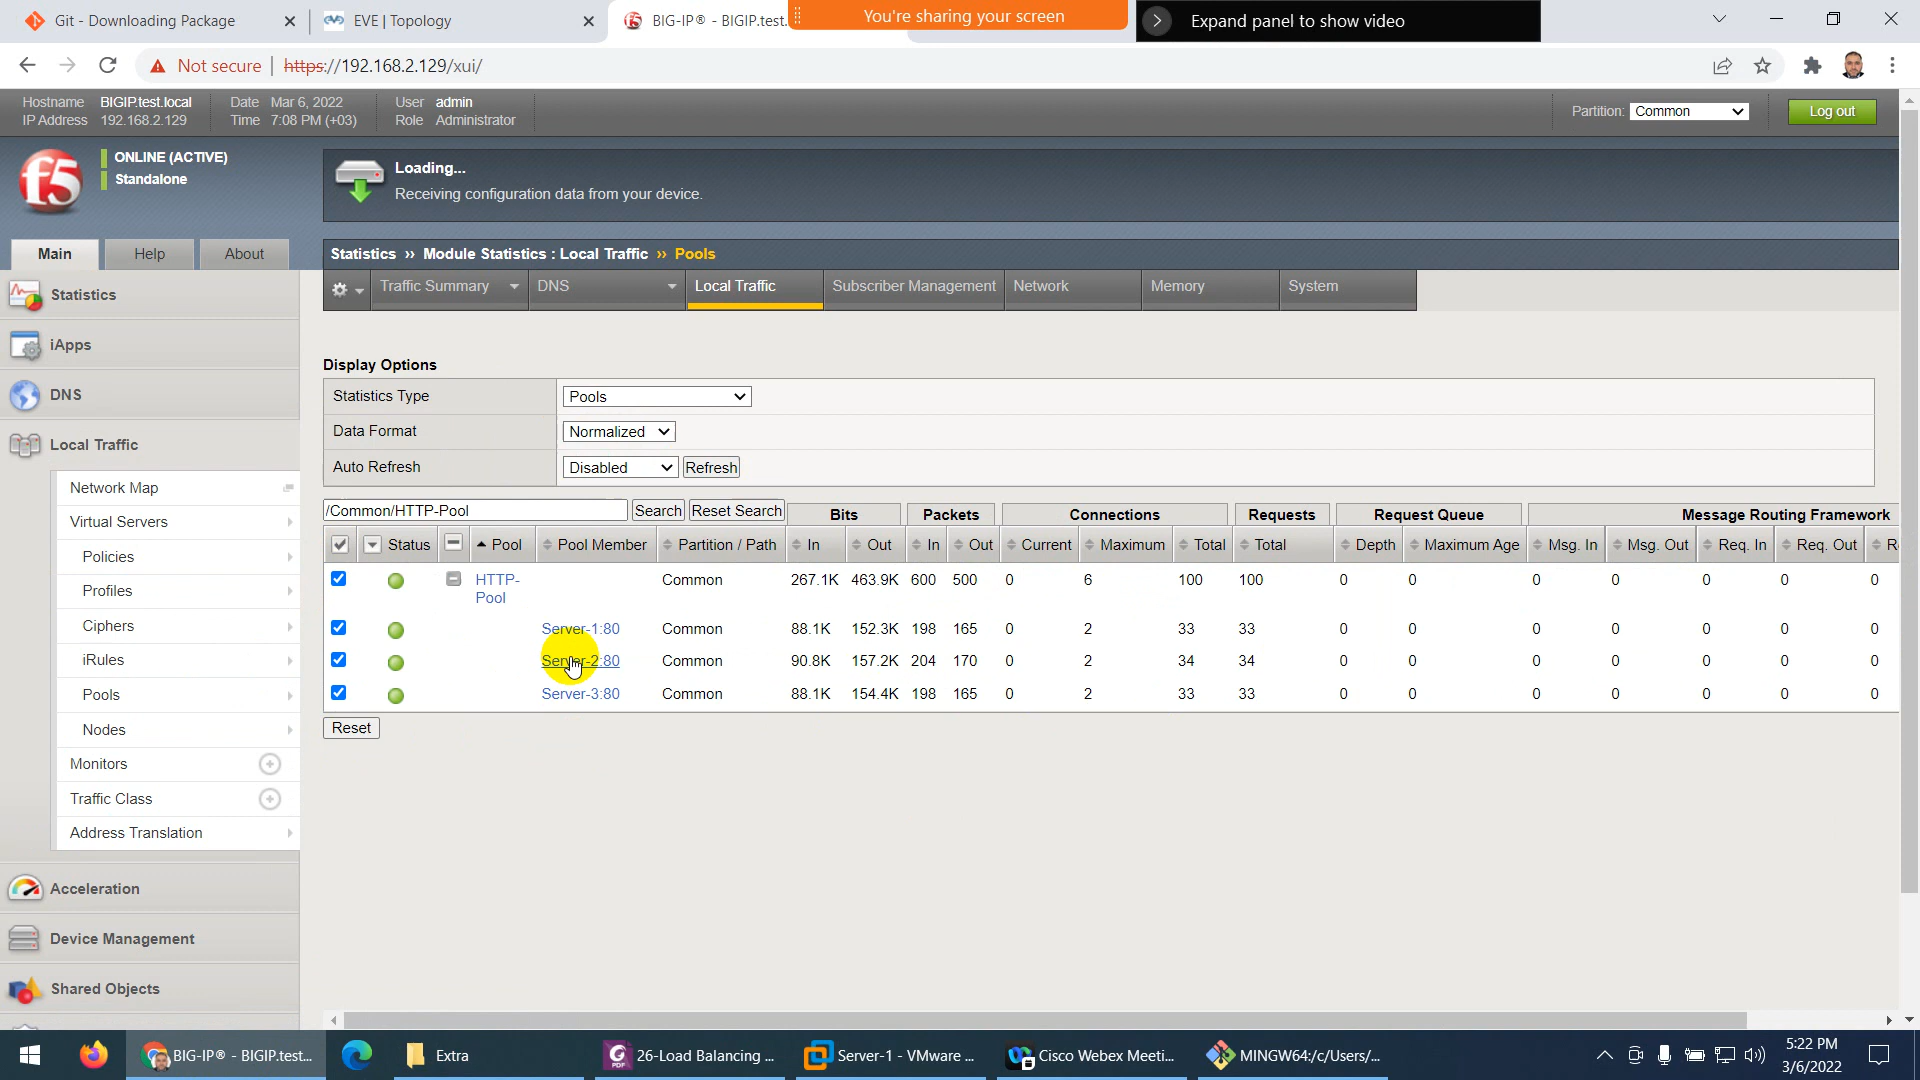 Git - Downloading Package
EVE | Topology
BIG-IP® - BIGIP.test.
You're sharing your screen
Expand panel to show video
Not secure
https://192.168.2.129/xui/
Hostname BIGIP.test.local
IP Address 192.168.2.129
Date Mar 6, 2022
Time 7:08 PM (+03)
User admin
Role Administrator
Partition: Common
Log out
f5
ONLINE (ACTIVE)
Standalone
Loading...
Receiving configuration data from your device.
Main Help About
Statistics ›› Module Statistics : Local Traffic ›› Pools
Traffic Summary DNS Local Traffic Subscriber Management Network Memory System
Statistics
iApps
DNS
Local Traffic
Network Map
Virtual Servers
Policies
Profiles
Ciphers
iRules
Pools
Nodes
Monitors
Traffic Class
Address Translation
Acceleration
Device Management
Shared Objects
Display Options
Statistics Type Pools
Data Format Normalized
Auto Refresh Disabled Refresh
/Common/HTTP-Pool Search Reset Search Bits Packets Connections Requests Request Queue Message Routing Framework
Status Pool Pool Member Partition / Path In Out In Out Current Maximum Total Total Depth Maximum Age Msg. In Msg. Out Req. In Req. Out R
HTTP-Pool Common 267.1K 463.9K 600 500 0 6 100 100 0 0 0 0 0 0 0
Server-1:80 Common 88.1K 152.3K 198 165 0 2 33 33 0 0 0 0 0 0 0
Server-2:80 Common 90.8K 157.2K 204 170 0 2 34 34 0 0 0 0 0 0 0
Server-3:80 Common 88.1K 154.4K 198 165 0 2 33 33 0 0 0 0 0 0 0
Reset
BIG-IP® - BIGIP.test...
Extra
PDF
26-Load Balancing ...
Server-1 - VMware ...
Cisco Webex Meeti...
MINGW64:/c/Users/...
5:22 PM
3/6/2022